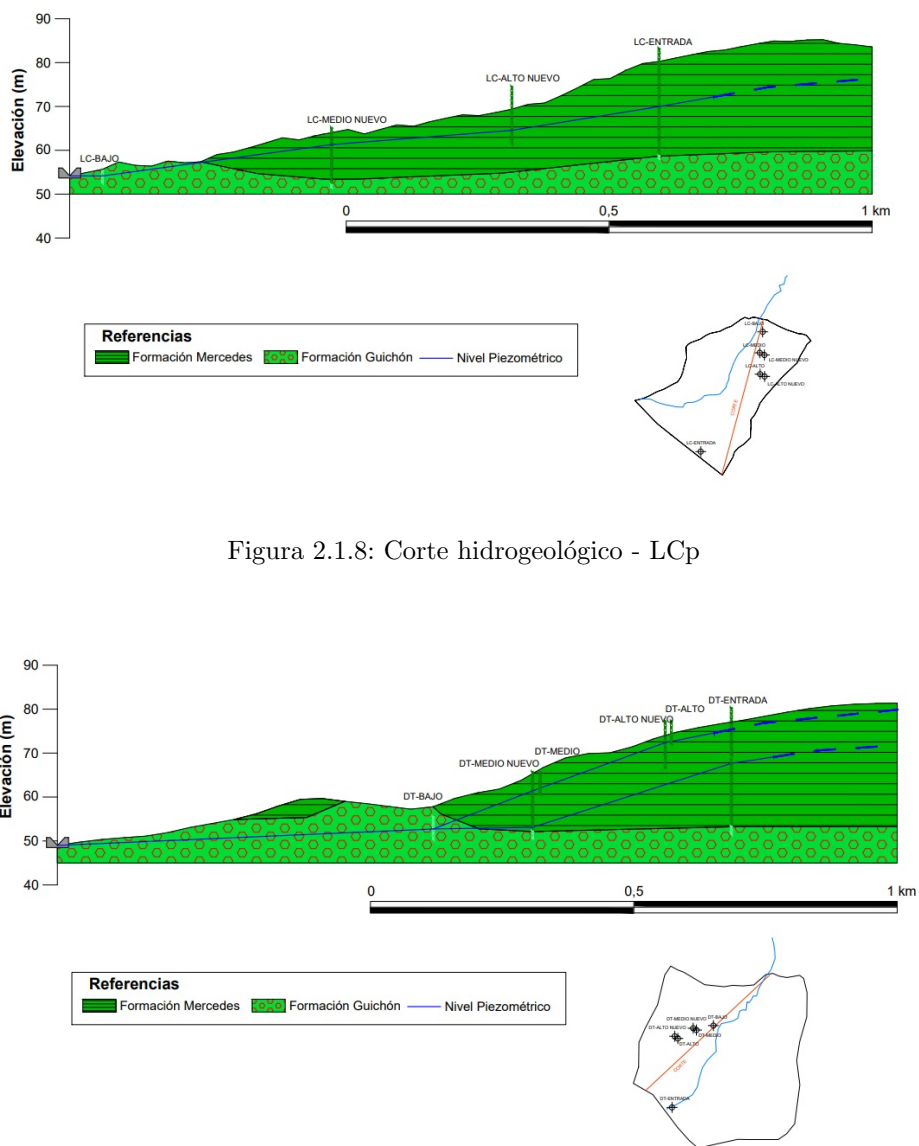 90
80
70
60
50
40
Elevación (m)
LC-BAJO
LC-MEDIO NUEVO
LC-ALTO NUEVO
LC-ENTRADA
0
0,5
1 km
Referencias
Formación Mercedes
Formación Guichón
Nivel Piezométrico
LC-BAJO
LC-MEDIO
LC-MEDIO NUEVO
LC-ALTO
LC-ALTO NUEVO
CORTE
LC-ENTRADA
Figura 2.1.8: Corte hidrogeológico - LCp
90
80
70
60
50
40
Elevación (m)
DT-BAJO
DT-MEDIO NUEVO
DT-MEDIO
DT-ALTO NUEVO
DT-ALTO
DT-ENTRADA
0
0,5
1 km
Referencias
Formación Mercedes
Formación Guichón
Nivel Piezométrico
DT-MEDIO NUEVO
DT-BAJO
DT-ALTO NUEVO
DT-MEDIO
DT-ALTO
CORTE
DT-ENTRADA